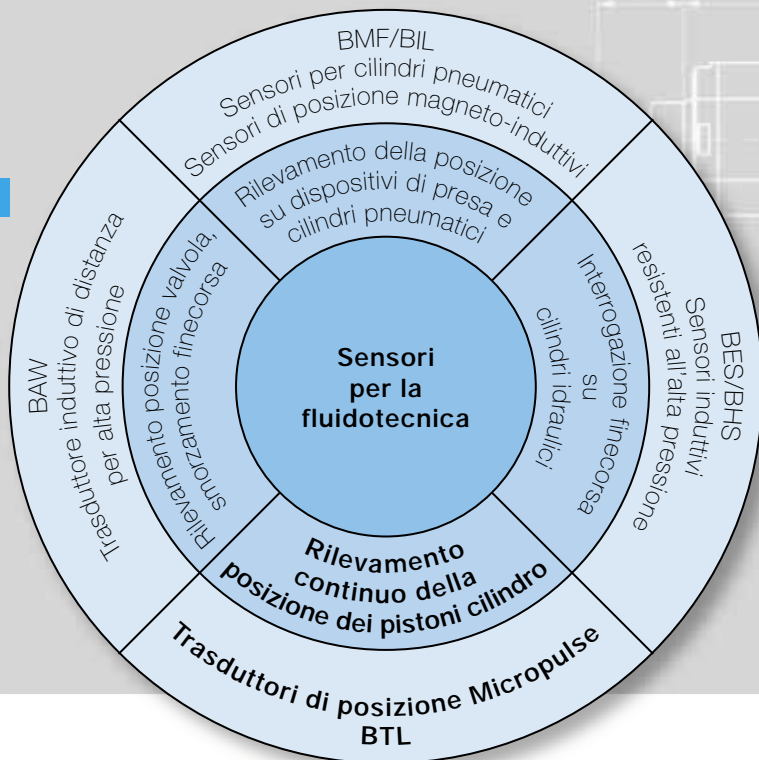 BMF/BIL
Sensori per cilindri pneumatici
Sensori di posizione magneto-induttivi
Rilevamento della posizione
su dispositivi di presa e
cilindri pneumatici
BES/BHS
Sensori induttivi
resistenti all'alta pressione
Interrogazione finecorsa
su
cilindri idraulici
Sensori
per la
fluidotecnica
Rilevamento
continuo della
posizione dei pistoni cilindro
Trasduttori di posizione Micropulse
BTL
BAW
Trasduttore induttivo di distanza
per alta pressione
Rilevamento posizione valvola,
smorzamento finecorsa